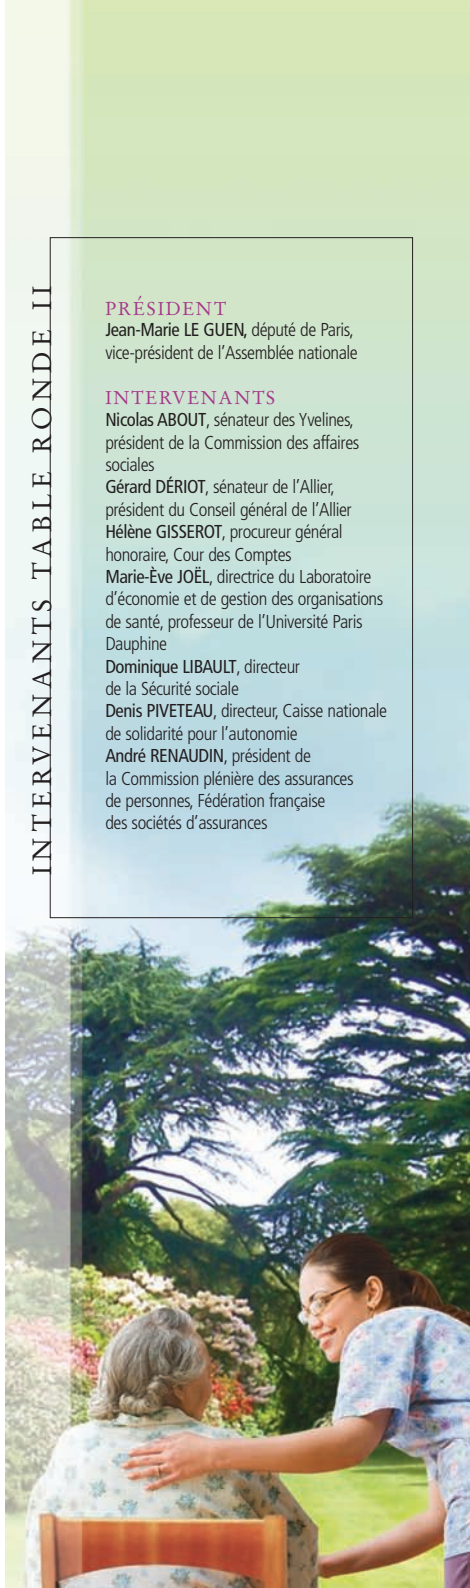 INTERVENANTS TABLE RONDE II
PRÉSIDENT
Jean-Marie LE GUEN, député de Paris,
vice-président de l'Assemblée nationale
INTERVENANTS
Nicolas ABOUT, sénateur des Yvelines,
président de la Commission des affaires
sociales
Gérard DÉRIOT, sénateur de l'Allier,
président du Conseil général de l'Allier
Hélène GISSEROT, procureur général
honoraire, Cour des Comptes
Marie-Ève JOËL, directrice du Laboratoire
d'économie et de gestion des organisations
de santé, professeur de l'Université Paris
Dauphine
Dominique LIBAULT, directeur
de la Sécurité sociale
Denis PIVETEAU, directeur, Caisse nationale
de solidarité pour l'autonomie
André RENAUDIN, président de
la Commission plénière des assurances
de personnes, Fédération française
des sociétés d'assurances